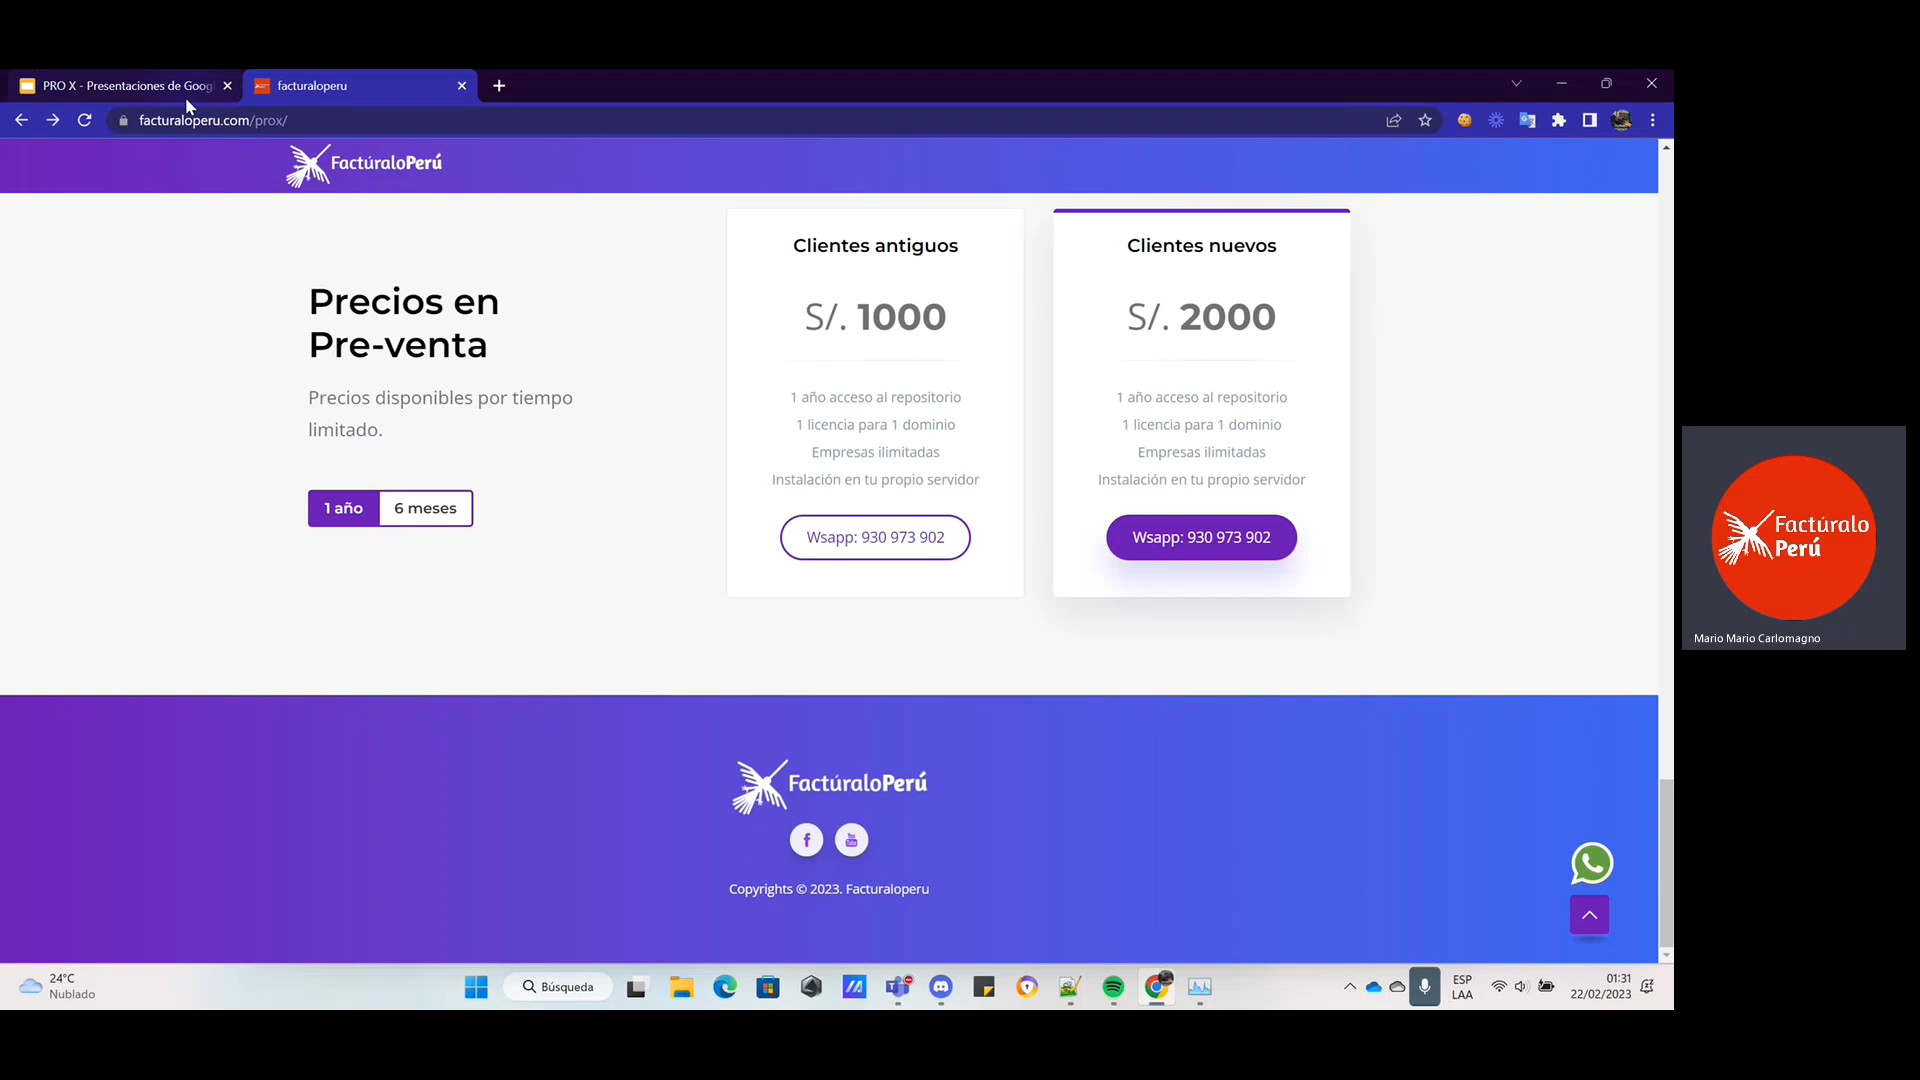 PRO X - Presentaciones de Goog
facturaloperu
facturaloperu.com/prox/
FactúraloPerú
Precios en
Pre-venta
Precios disponibles por tiempo
limitado.
1 año
6 meses
Clientes antiguos
S/. 1000
1 año acceso al repositorio
1 licencia para 1 dominio
Empresas ilimitadas
Instalación en tu propio servidor
Wsapp: 930 973 902
Clientes nuevos
S/. 2000
1 año acceso al repositorio
1 licencia para 1 dominio
Empresas ilimitadas
Instalación en tu propio servidor
Wsapp: 930 973 902
Factúralo
Perú
Mario Mario Carlomagno
FactúraloPerú
Copyrights © 2023. Facturaloperu
24°C
Nublado
Búsqueda
ESP
LAA
01:31
22/02/2023